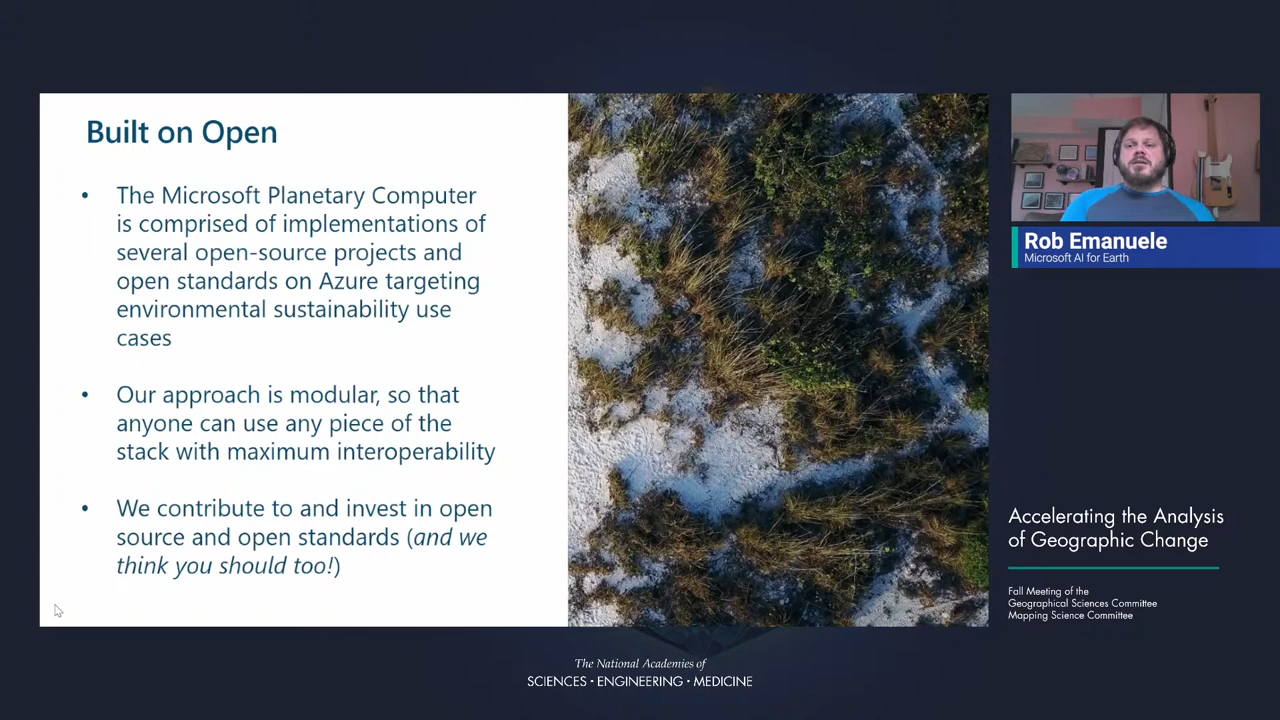 Built on Open
• The Microsoft Planetary Computer
is comprised of implementations of
several open-source projects and
open standards on Azure targeting
environmental sustainability use
cases
• Our approach is modular, so that
anyone can use any piece of the
stack with maximum interoperability
• We contribute to and invest in open
source and open standards (and we
think you should too!)
Rob Emanuele
Microsoft AI for Earth
Accelerating the Analysis
of Geographic Change
Fall Meeting of the
Geographical Sciences Committee
Mapping Science Committee
The National Academies of
SCIENCES · ENGINEERING · MEDICINE